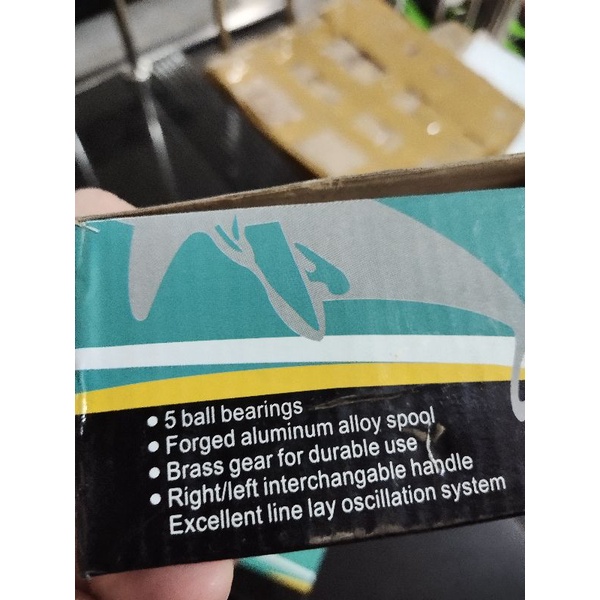 • 5 ball bearings
• Forged aluminum alloy spool
• Brass gear for durable use
• Right/left interchangable handle
Excellent line lay oscillation system